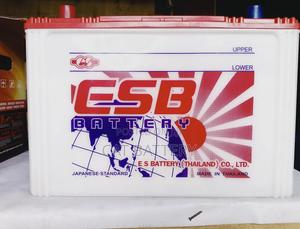 UPPER
LOWER
ESB
BATTERY
E S BATTERY (THAILAND) CO., LTD.
JAPANESE-STANDARD
MADE IN THAILAND